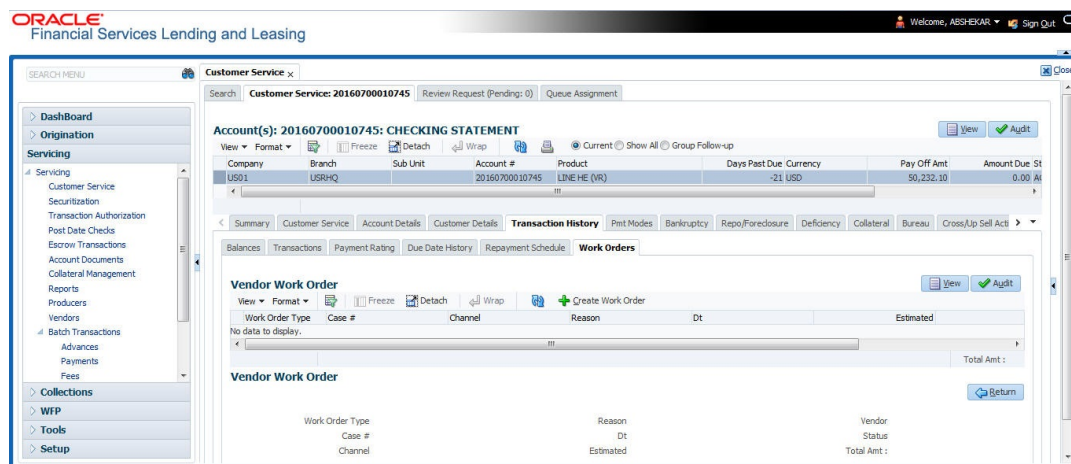 ORACLE
Financial Services Lending and Leasing
Welcome, ABSHEKAR Sign Out
SEARCH MENU
Customer Service x
Close
Search Customer Service: 20160700010745 Review Request (Pending: 0) Queue Assignment
DashBoard
Origination
Servicing
Servicing
Customer Service
Securitization
Transaction Authorization
Post Date Checks
Escrow Transactions
Account Documents
Collateral Management
Reports
Producers
Vendors
Batch Transactions
Advances
Payments
Fees
Collections
WFP
Tools
Setup
Account(s): 20160700010745: CHECKING STATEMENT
View Audit
View Format Freeze Detach Wrap Current Show All Group Follow-up
Company Branch Sub Unit Account # Product Days Past Due Currency Pay Off Amt Amount Due St
US01 USRHQ 20160700010745 LINE HE (VR) -21 USD 50,232.10 0.00
Summary Customer Service Account Details Customer Details Transaction History Pmt Modes Bankruptcy Repo/Foreclosure Deficiency Collateral Bureau Cross/Up Sell Acti
Balances Transactions Payment Rating Due Date History Repayment Schedule Work Orders
Vendor Work Order
View Audit
View Format Freeze Detach Wrap Create Work Order
Work Order Type Case # Channel Reason Dt Estimated
No data to display.
Total Amt :
Vendor Work Order
Return
Work Order Type Reason Vendor
Case # Dt Status
Channel Estimated Total Amt :